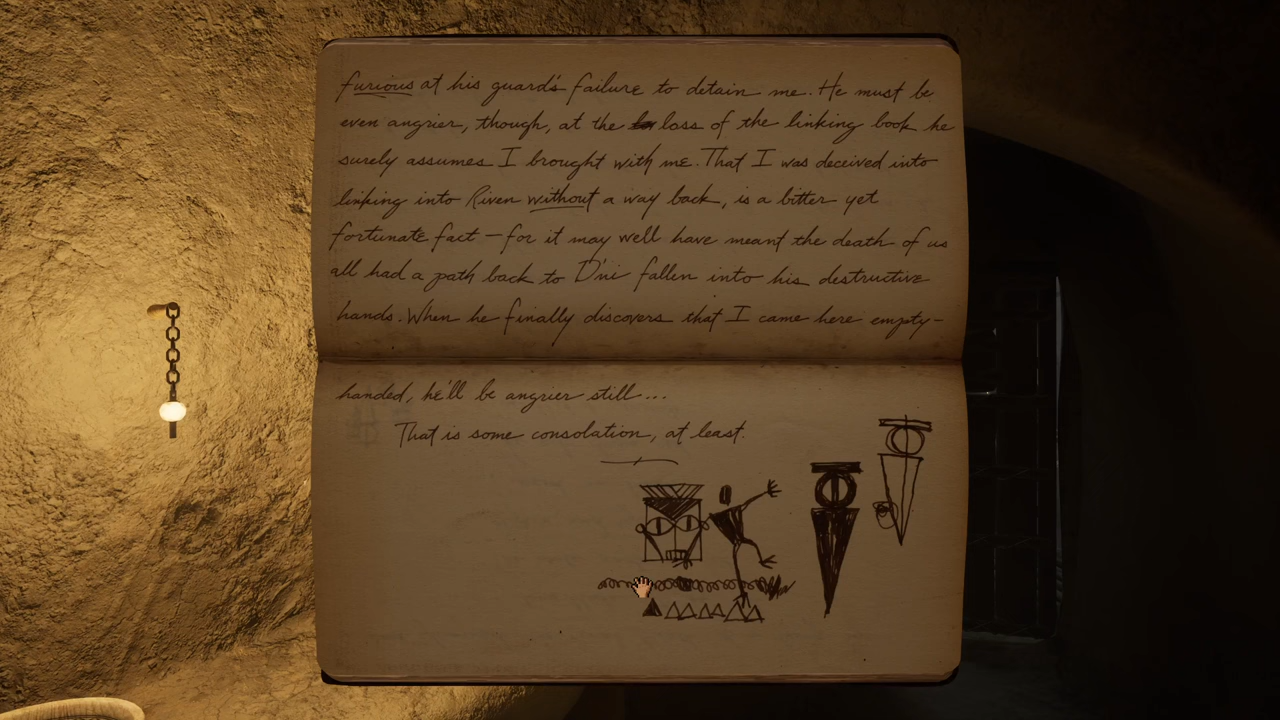 furious at his guard's failure to detain me. He must be
even angrier, though, at the loss of the linking book he
surely assumes I brought with me. That I was deceived into
linking into Riven without a way back, is a bitter yet
fortunate fact — for it may well have meant the death of us
all had a path back to D'ni fallen into his destructive
hands. When he finally discovers that I came here empty-
handed, he'll be angrier still...
That is some consolation, at least.